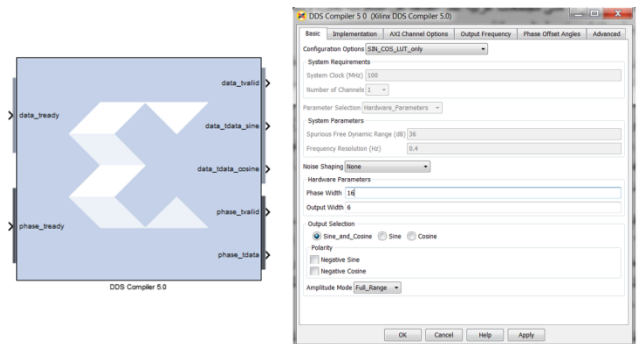 data_tvalid
data_tready
data_tdata_sine
data_tdata_cosine
phase_tvalid
phase_tready
phase_tdata
DDS Compiler 5.0
DDS Compiler 5 0 (Xilinx DDS Compiler 5.0)
Basic Implementation AXI Channel Options Output Frequency Phase Offset Angles Advanced
Configuration Options SIN_COS_LUT_only
System Requirements
System Clock (MHz) 100
Number of Channels 1
Parameter Selection Hardware_Parameters
System Parameters
Spurious Free Dynamic Range (dB) 36
Frequency Resolution (Hz) 0.4
Noise Shaping None
Hardware Parameters
Phase Width 16
Output Width 6
Output Selection
Sine_and_Cosine Sine Cosine
Polarity
Negative Sine
Negative Cosine
Amplitude Mode Full_Range
OK Cancel Help Apply